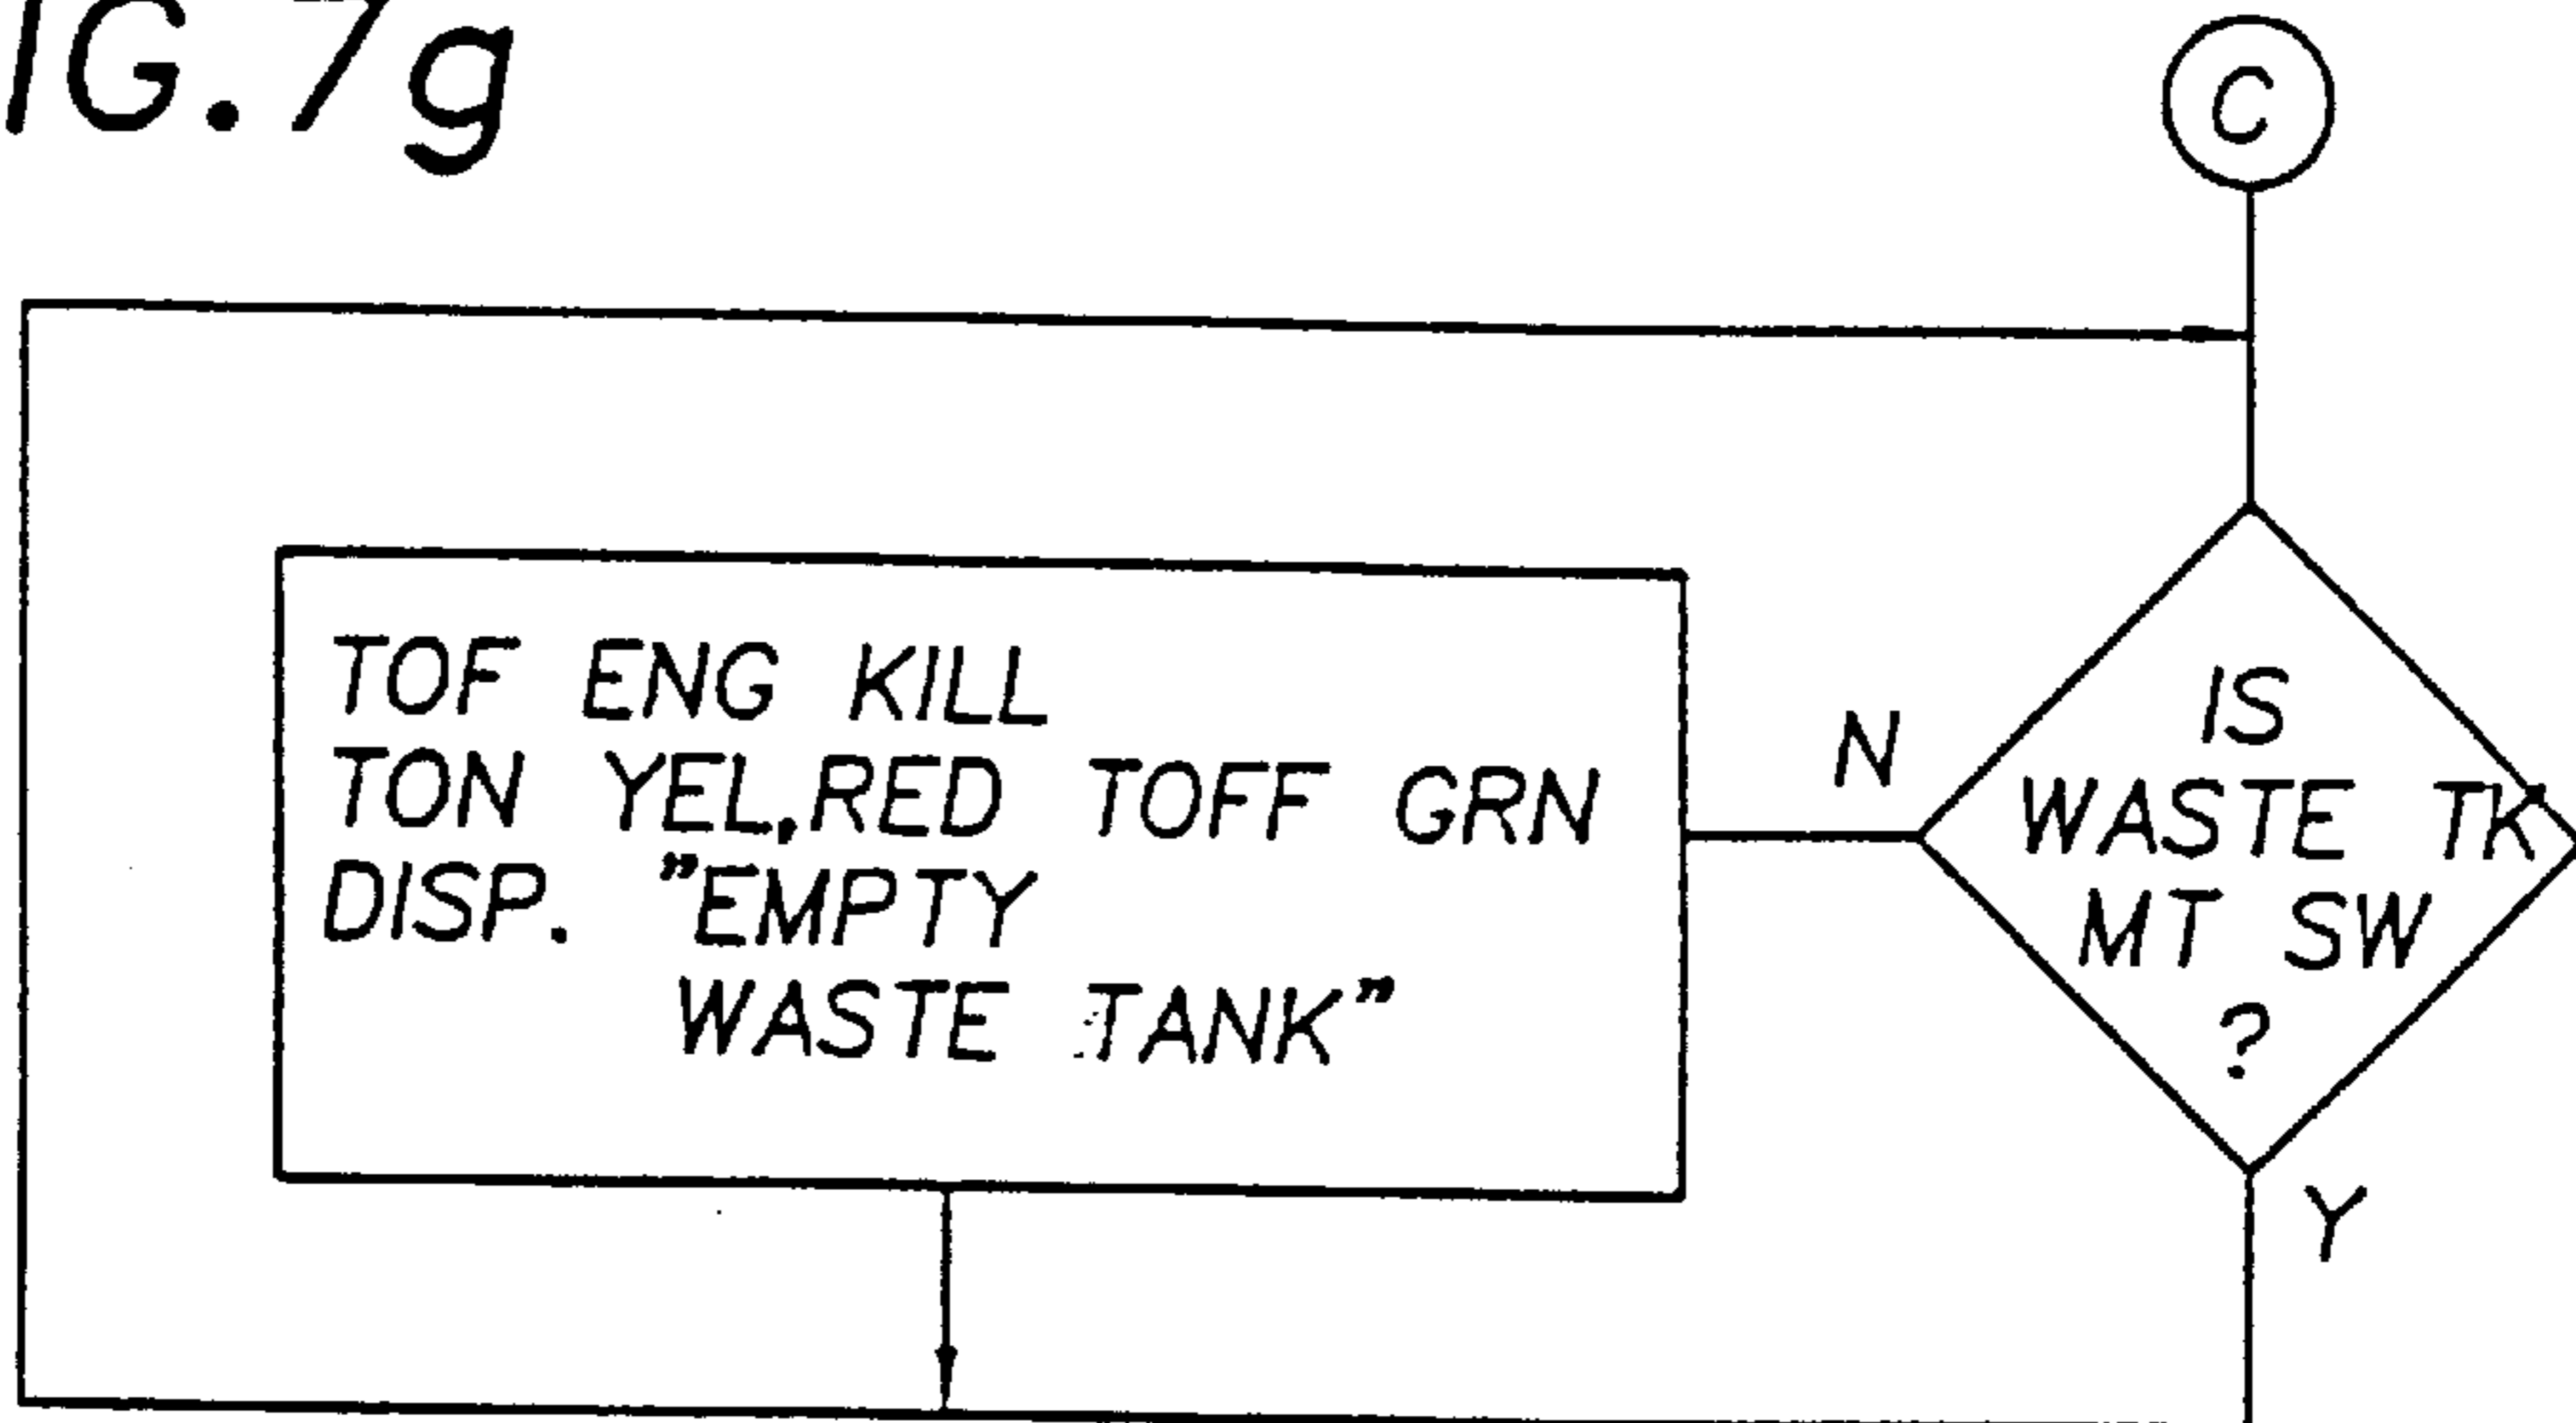 IG. 7g
C
TOF ENG KILL
TON YEL, RED TOFF GRN
DISP. "EMPTY
WASTE TANK"
N
IS
WASTE TK
MT SW
?
Y